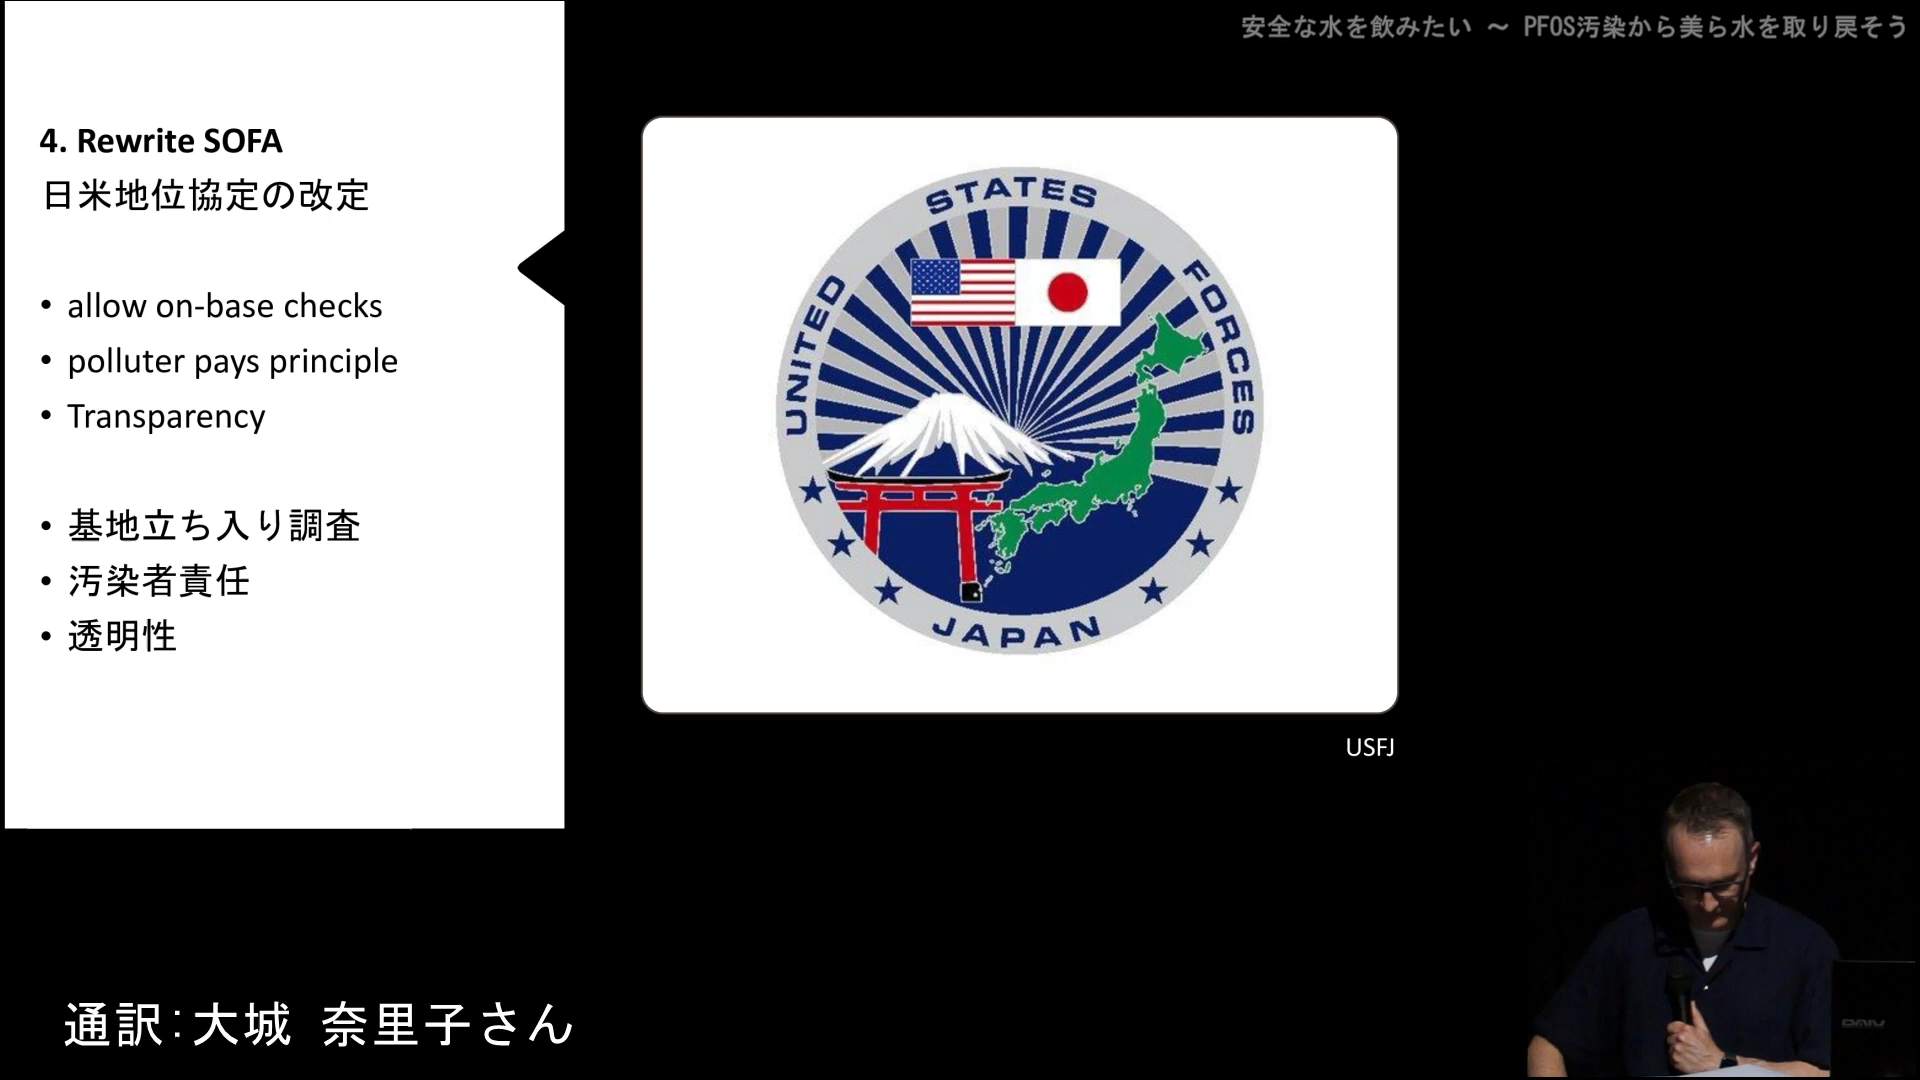 安全な水を飲みたい ～ PFOS汚染から美ら水を取り戻そう
4. Rewrite SOFA
日米地位協定の改定
• allow on-base checks
• polluter pays principle
• Transparency
• 基地立ち入り調査
• 汚染者責任
• 透明性
UNITED STATES FORCES
JAPAN
USFJ
通訳:大城 奈里子さん
DAIV